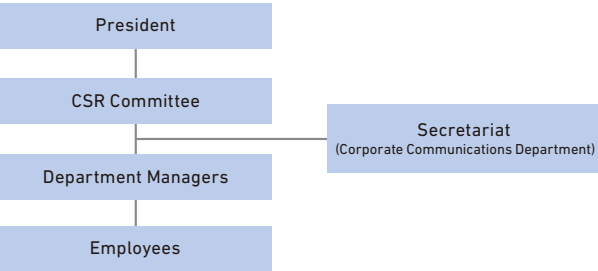 President
CSR Committee
Secretariat
(Corporate Communications Department)
Department Managers
Employees